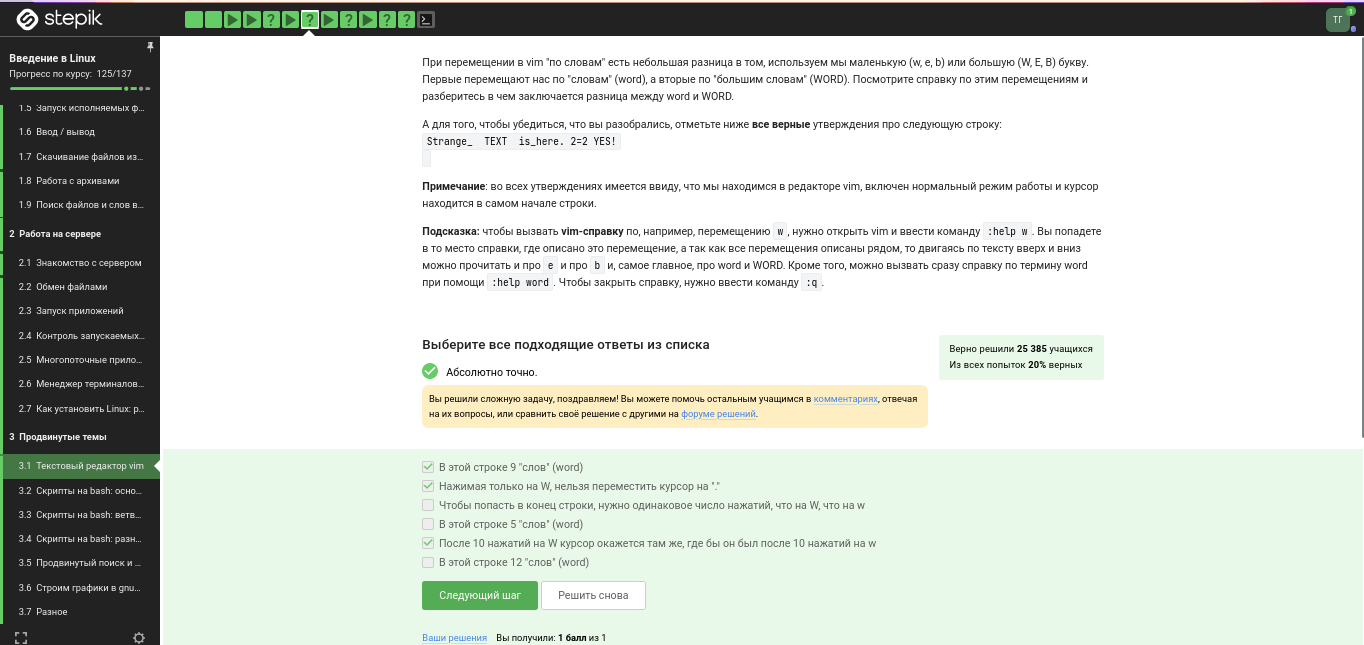 stepik
ТГ
1
Введение в Linux
Прогресс по курсу: 125/137
1.5 Запуск исполняемых ф...
1.6 Ввод / вывод
1.7 Скачивание файлов из...
1.8 Работа с архивами
1.9 Поиск файлов и слов в...
2 Работа на сервере
2.1 Знакомство с сервером
2.2 Обмен файлами
2.3 Запуск приложений
2.4 Контроль запускаемых...
2.5 Многопоточные прило...
2.6 Менеджер терминалов...
2.7 Как установить Linux: р...
3 Продвинутые темы
3.1 Текстовый редактор vim
3.2 Скрипты на bash: осно...
3.3 Скрипты на bash: ветв...
3.4 Скрипты на bash: разн...
3.5 Продвинутый поиск и ...
3.6 Строим графики в gnu...
3.7 Разное
При перемещении в vim "по словам" есть небольшая разница в том, используем мы маленькую (w, e, b) или большую (W, E, B) букву.
Первые перемещают нас по "словам" (word), а вторые по "большим словам" (WORD). Посмотрите справку по этим перемещениям и
разберитесь в чем заключается разница между word и WORD.
А для того, чтобы убедиться, что вы разобрались, отметьте ниже все верные утверждения про следующую строку:
Strange_  TEXT  is_here. 2=2 YES!
Примечание: во всех утверждениях имеется ввиду, что мы находимся в редакторе vim, включен нормальный режим работы и курсор
находится в самом начале строки.
Подсказка: чтобы вызвать vim-справку по, например, перемещению w, нужно открыть vim и ввести команду :help w. Вы попадете
в то место справки, где описано это перемещение, а так как все перемещения описаны рядом, то двигаясь по тексту вверх и вниз
можно прочитать и про e и про b и, самое главное, про word и WORD. Кроме того, можно вызвать сразу справку по термину word
при помощи :help word. Чтобы закрыть справку, нужно ввести команду :q.
Выберите все подходящие ответы из списка
Верно решили 25 385 учащихся
Из всех попыток 20% верных
Абсолютно точно.
Вы решили сложную задачу, поздравляем! Вы можете помочь остальным учащимся в комментариях, отвечая
на их вопросы, или сравнить своё решение с другими на форуме решений.
В этой строке 9 "слов" (word)
Нажимая только на W, нельзя переместить курсор на "."
Чтобы попасть в конец строки, нужно одинаковое число нажатий, что на W, что на w
В этой строке 5 "слов" (word)
После 10 нажатий на W курсор окажется там же, где бы он был после 10 нажатий на w
В этой строке 12 "слов" (word)
Следующий шаг
Решить снова
Ваши решения Вы получили: 1 балл из 1